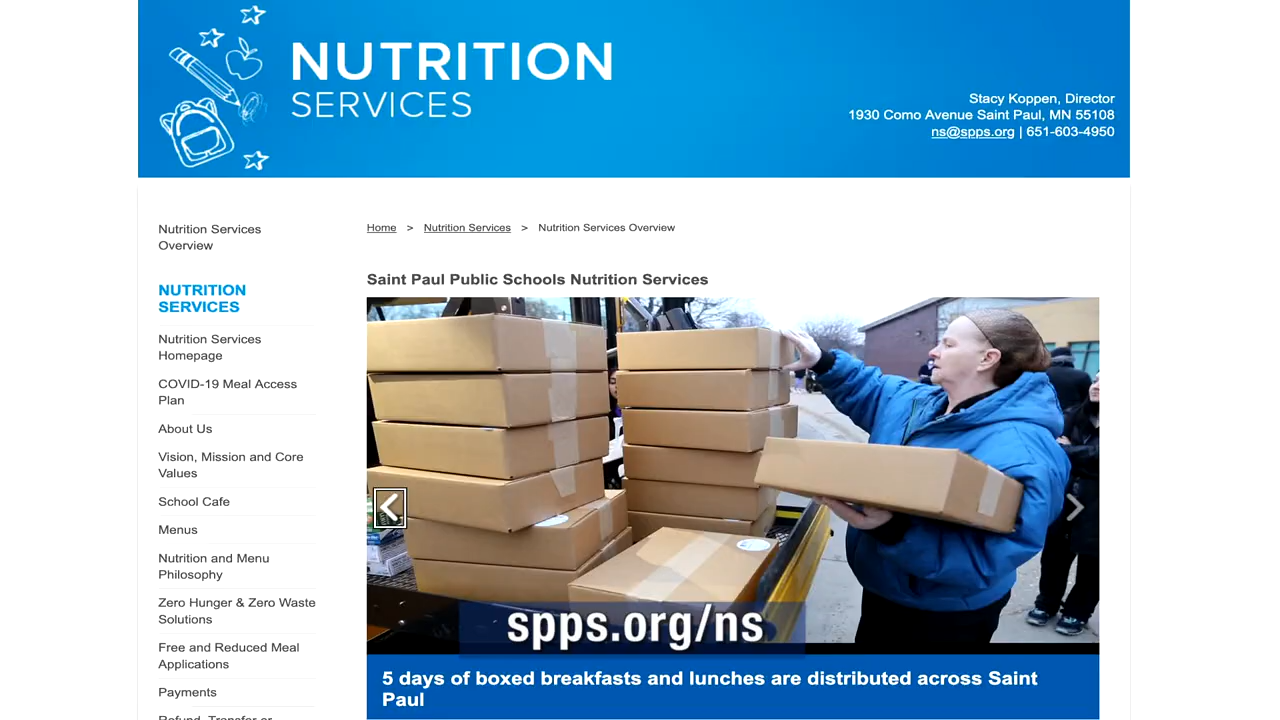 NUTRITION
SERVICES
Stacy Koppen, Director
1930 Como Avenue Saint Paul, MN 55108
ns@spps.org | 651-603-4950
Nutrition Services
Overview
NUTRITION
SERVICES
Nutrition Services
Homepage
COVID-19 Meal Access
Plan
About Us
Vision, Mission and Core
Values
School Cafe
Menus
Nutrition and Menu
Philosophy
Zero Hunger & Zero Waste
Solutions
Free and Reduced Meal
Applications
Payments
Refund, Transfer or
Home > Nutrition Services > Nutrition Services Overview
Saint Paul Public Schools Nutrition Services
spps.org/ns
5 days of boxed breakfasts and lunches are distributed across Saint
Paul